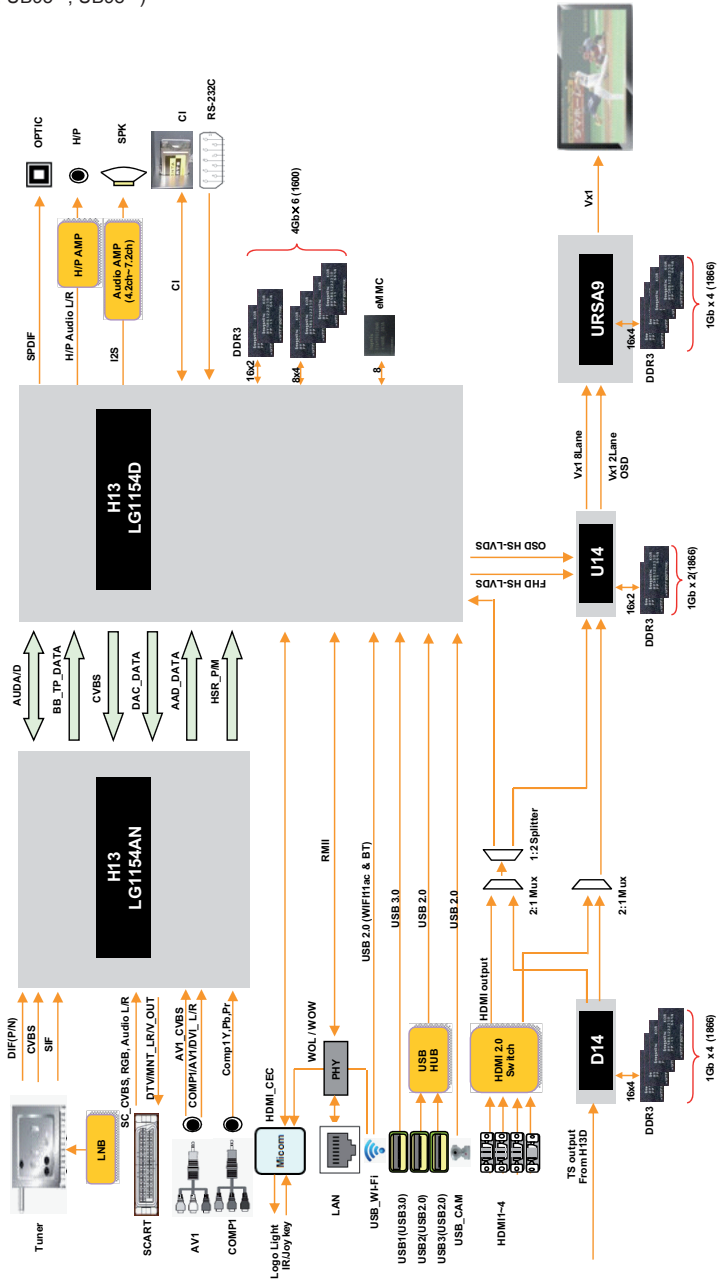 OPTIC
H/P
SPK
CI
RS-232C
H/P AMP
Audio AMP
(4.2ch~7.2ch)
SPDIF
H/P Audio L/R
I2S
CI
DDR3
16x2
8x4
4GbX 6 (1600)
eMMC
8
H13
LG1154D
AUDA/D
BB_TP_DATA
CVBS
DAC_DATA
AAD_DATA
HSR_P/M
H13
LG1154AN
DIF(P/N)
CVBS
SIF
Tuner
LNB
SC_CVBS, RGB, Audio L/R
DTV/MNT_LR/V_OUT
SCART
AV1_CVBS
COMP1/AV1/DVI_L/R
AV1
Comp1 Y,Pb,Pr
COMP1
HDMI_CEC
Micom
Logo Light
IR/Joy key
WOL / WOW
RMII
PHY
LAN
USB 2.0 (WIFI11ac & BT)
USB_WI-Fi
USB 3.0
USB1(USB3.0)
USB 2.0
USB
HUB
USB2(USB2.0)
USB3(USB2.0)
USB 2.0
USB_CAM
HDMI output
HDMI 2.0
Switch
HDMI1~4
2:1 Mux
1:2 Splitter
2:1 Mux
FHD HS-LVDS
OSD HS-LVDS
TS output
From H13D
D14
16x4
DDR3
1Gb x 4 (1866)
U14
16x2
DDR3
1Gb x 2(1866)
Vx1 8Lane
Vx1 2Lane
OSD
URSA9
16x4
DDR3
1Gb x 4 (1866)
Vx1